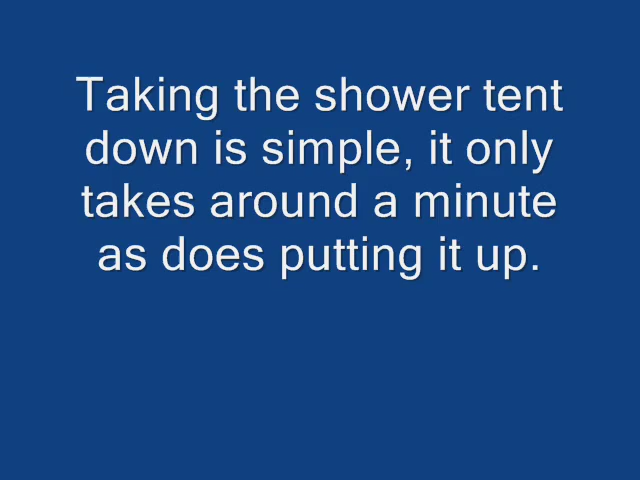 Taking the shower tent
down is simple, it only
takes around a minute
as does putting it up.